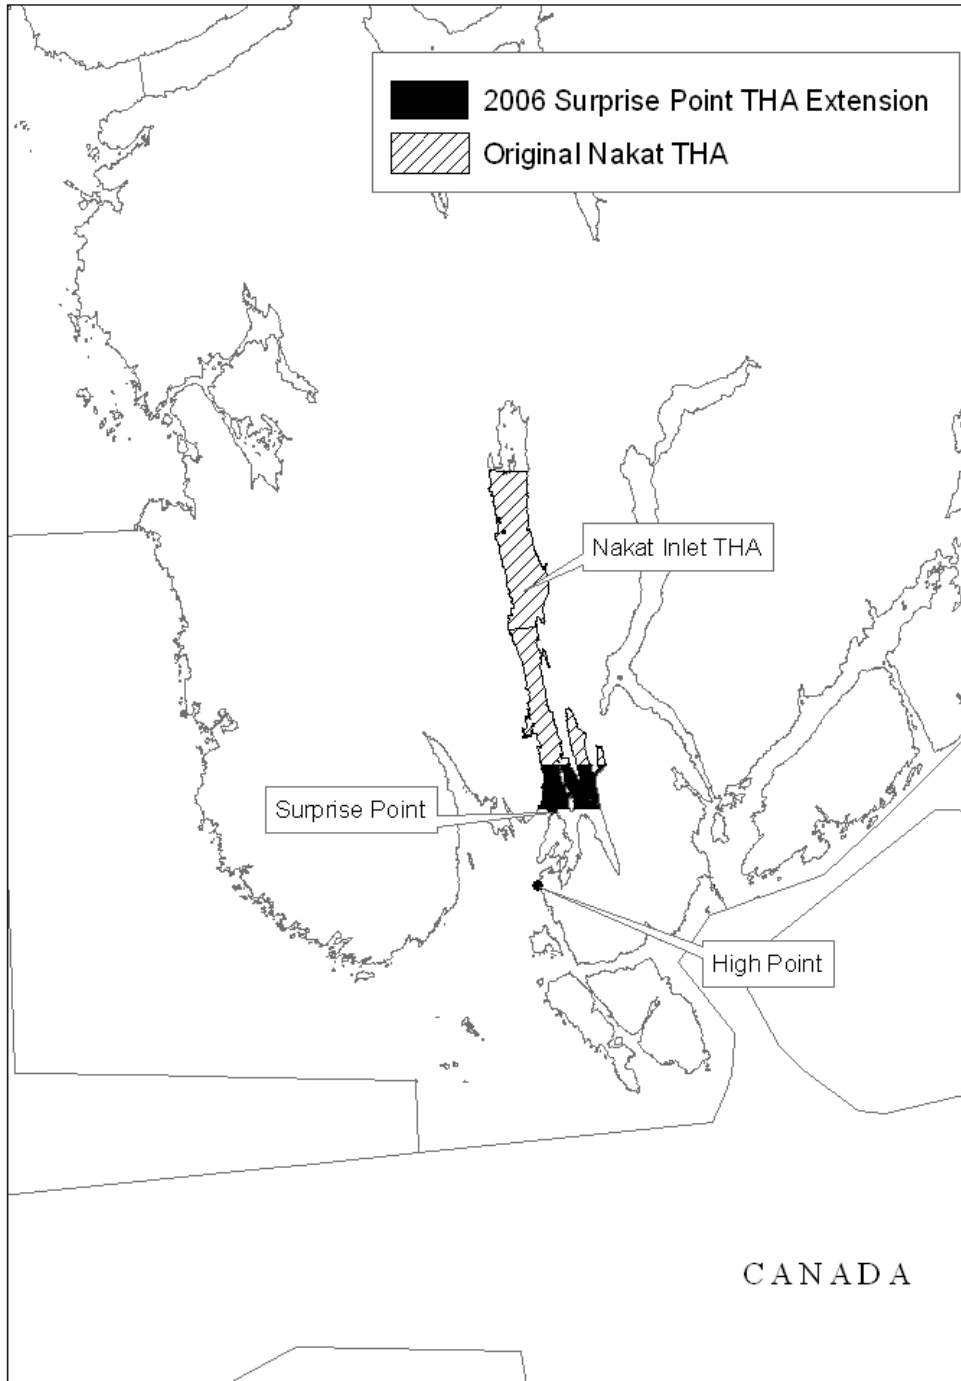 2006 Surprise Point THA Extension
Original Nakat THA
Nakat Inlet THA
Surprise Point
High Point
CANADA